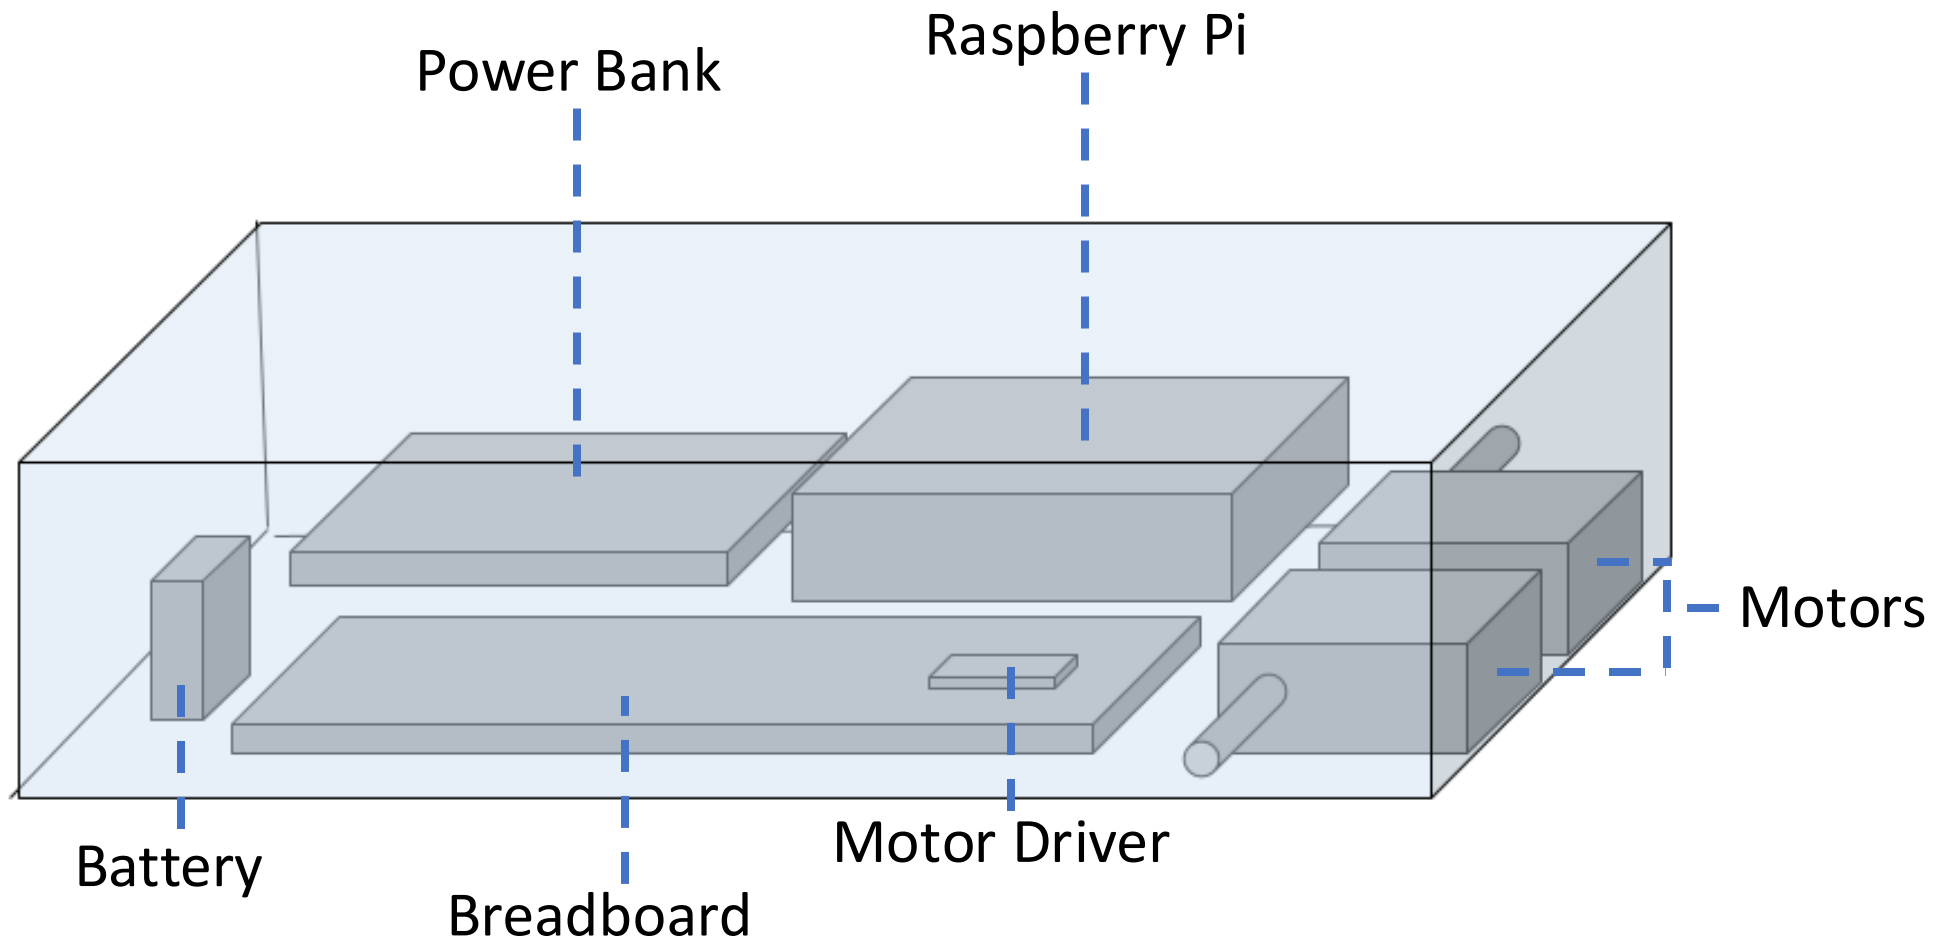 Raspberry Pi
Power Bank
Motors
Motor Driver
Battery
Breadboard